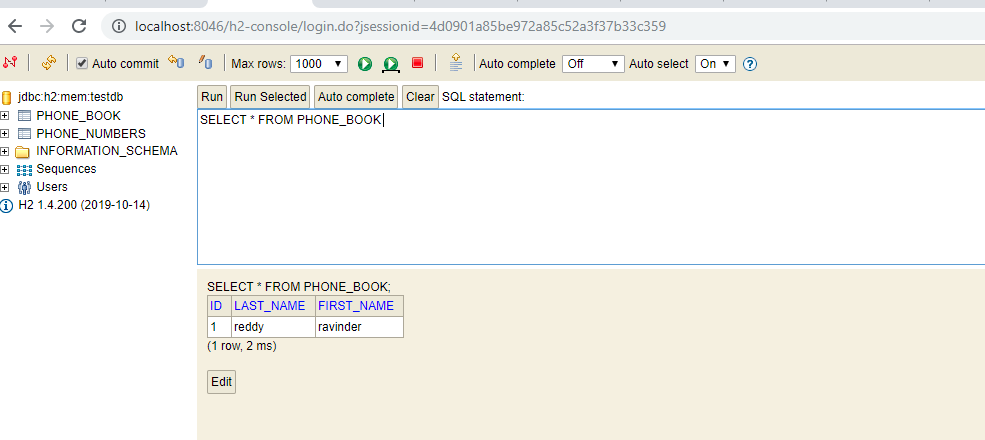 localhost:8046/h2-console/login.do?jsessionid=4d0901a85be972a85c52a3f37b33c359
Auto commit Max rows: 1000 Auto complete Off Auto select On ?
jdbc:h2:mem:testdb
PHONE_BOOK
PHONE_NUMBERS
INFORMATION_SCHEMA
Sequences
Users
H2 1.4.200 (2019-10-14)
Run Run Selected Auto complete Clear SQL statement:
SELECT * FROM PHONE_BOOK
SELECT * FROM PHONE_BOOK;
ID LAST_NAME FIRST_NAME
1 reddy ravinder
(1 row, 2 ms)
Edit